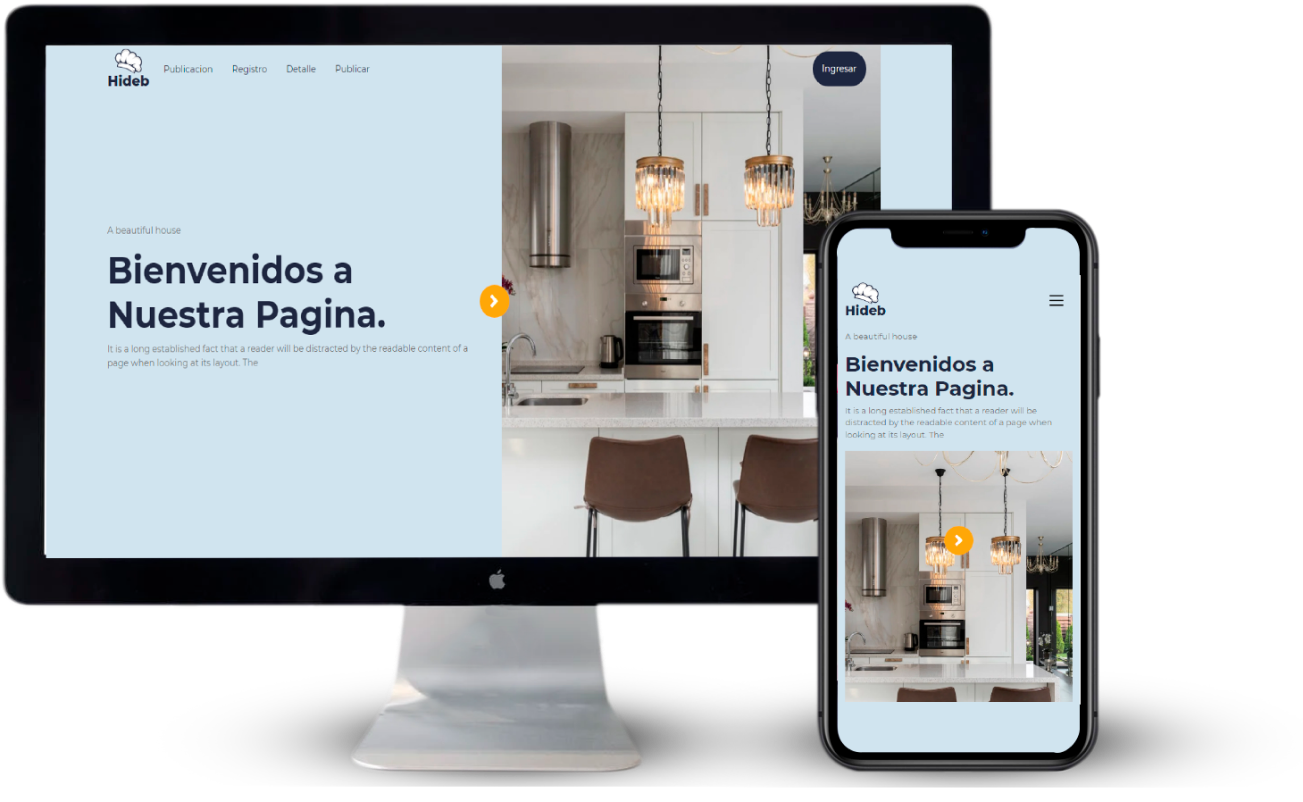 Hideb
Publicacion Registro Detalle Publicar
Ingresar
A beautiful house
Bienvenidos a
Nuestra Pagina.
It is a long established fact that a reader will be distracted by the readable content of a
page when looking at its layout. The
Hideb
A beautiful house
Bienvenidos a
Nuestra Pagina.
It is a long established fact that a reader will be
distracted by the readable content of a page when
looking at its layout. The